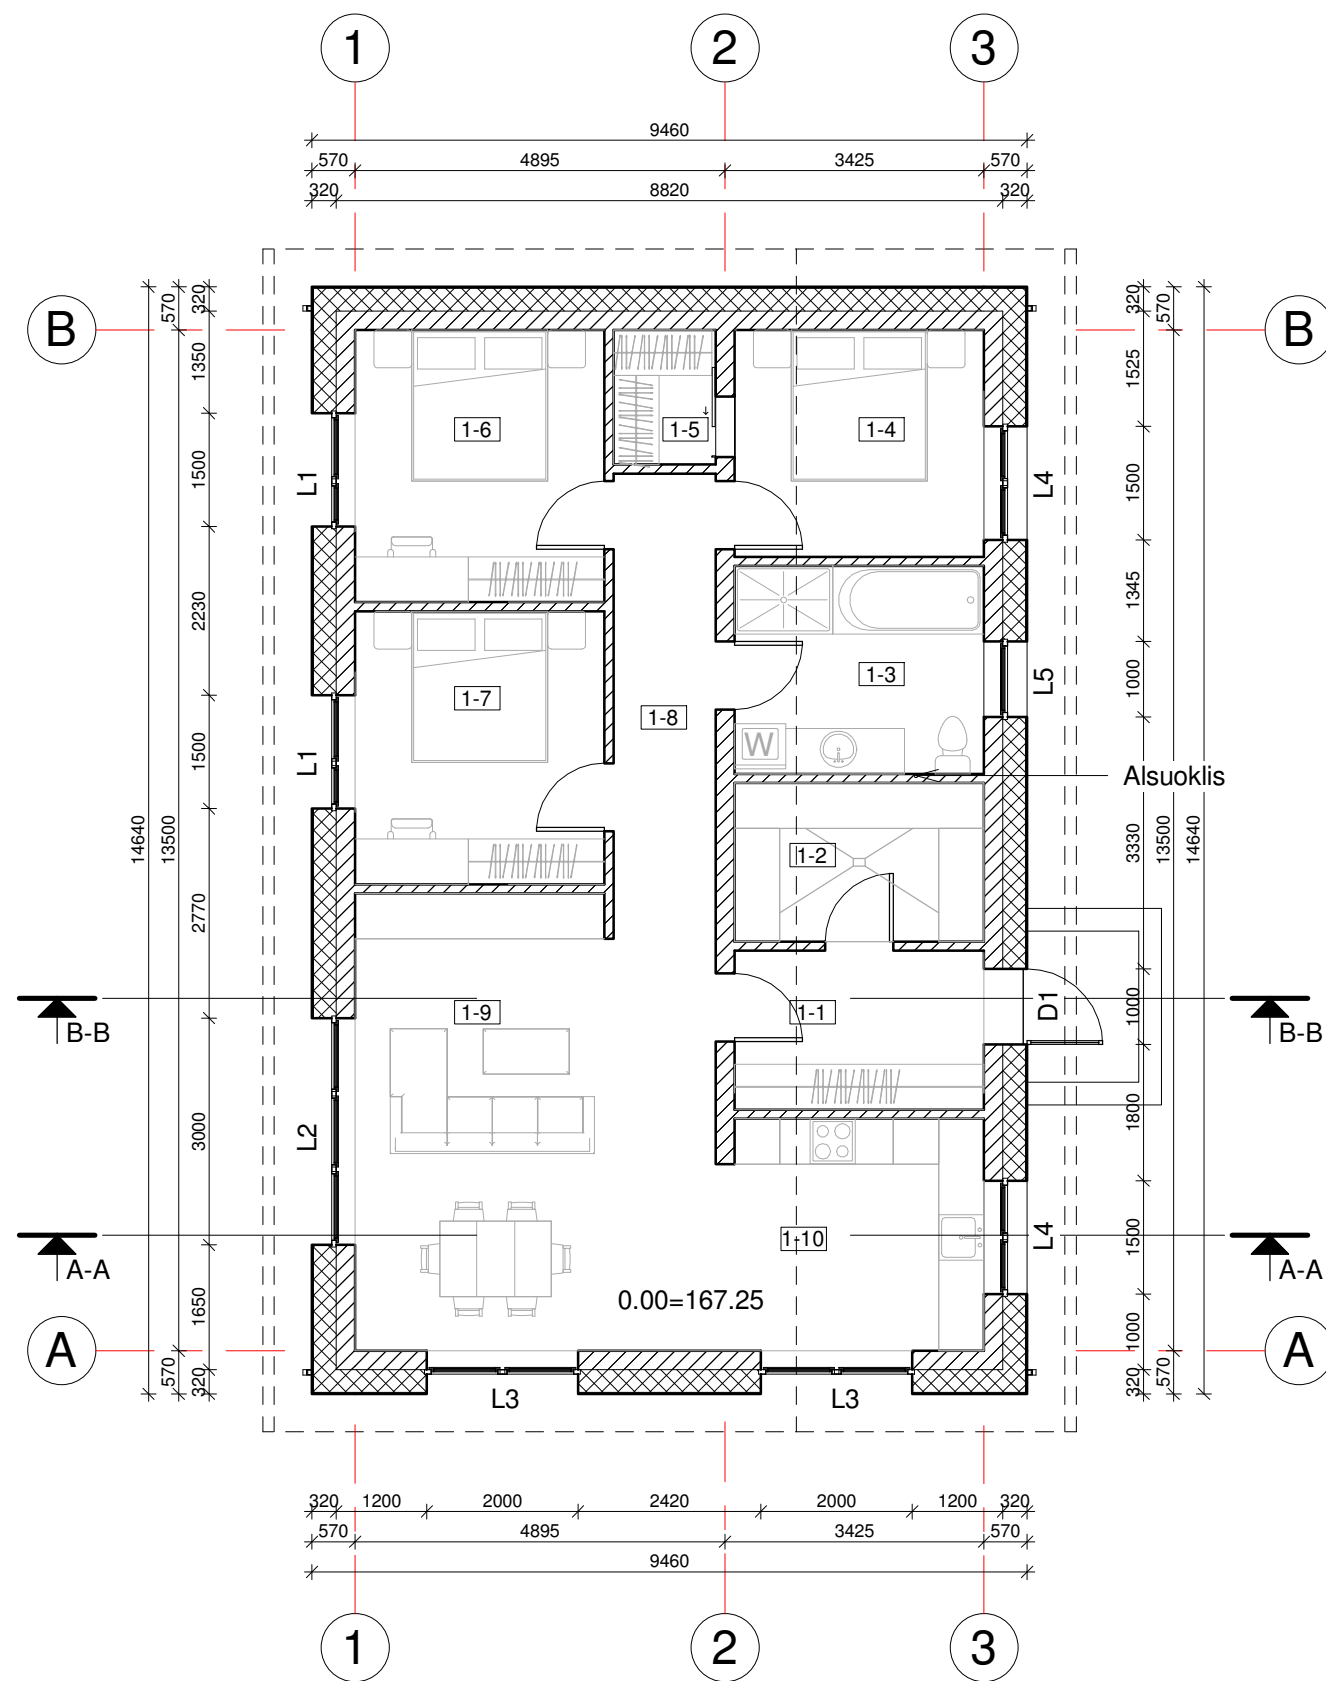 1 2 3
9460
570 4895 3425 570
320 8820 320
B B
320 570 1350 1500 2230 1500 2770 3000 1650 570 320
14640 13500
320 570 1525 1500 1345 1000 3330 1000 1800 1500 1000 570 320
13500 14640
1-6 1-5 1-4
L1 L4
1-3
1-7 L5
1-8
W
L1 Alsuoklis
1-2
1-9 1-1 D1
B-B B-B
L2
1-10 L4
A-A A-A
0.00=167.25
A A
L3 L3
320 1200 2000 2420 2000 1200 320
570 4895 3425 570
9460
1 2 3